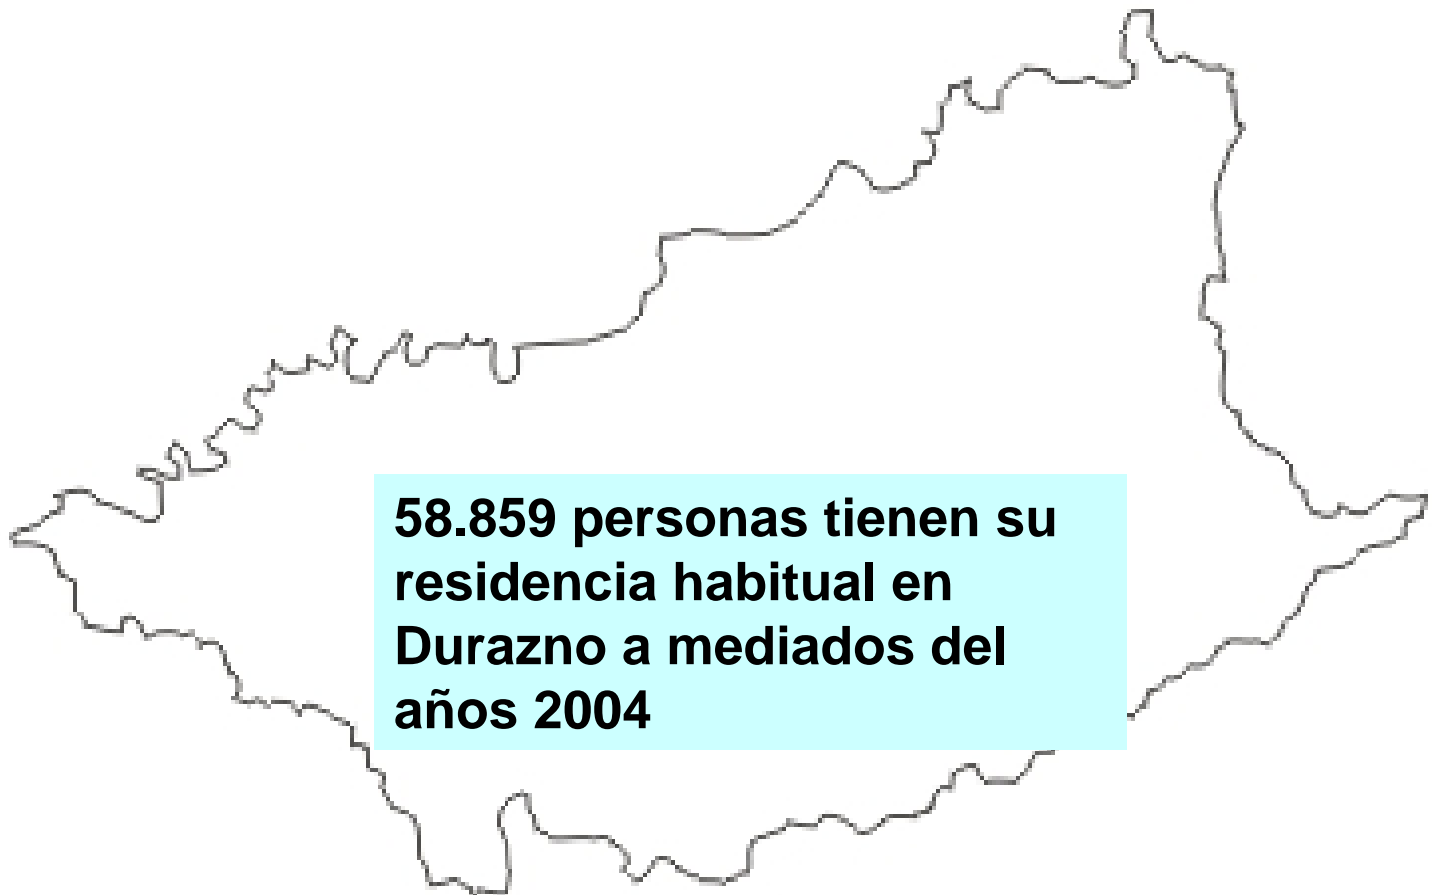 58.859 personas tienen su
residencia habitual en
Durazno a mediados del
años 2004